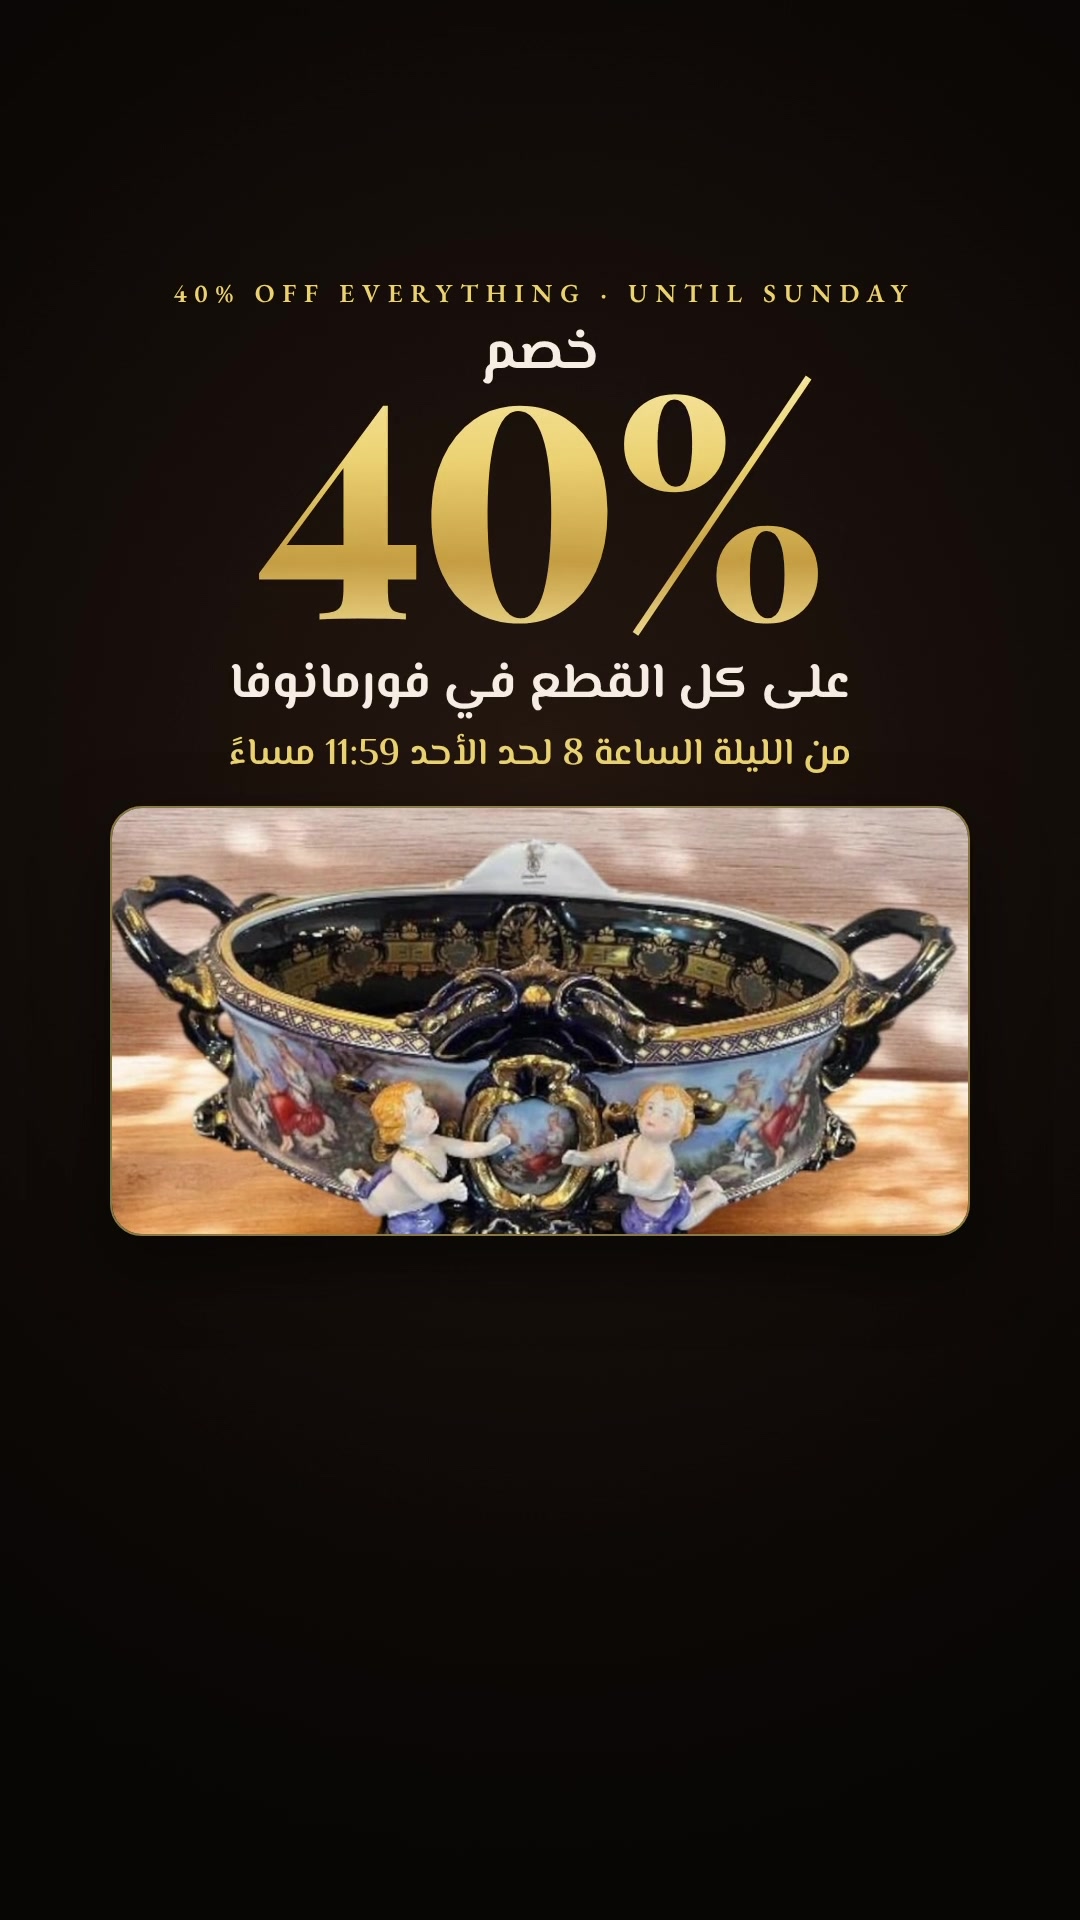 40% OFF EVERYTHING · UNTIL SUNDAY
خصم
40%
على كل القطع في فورمانوفا
من الليلة الساعة 8 لحد الأحد 11:59 مساءً